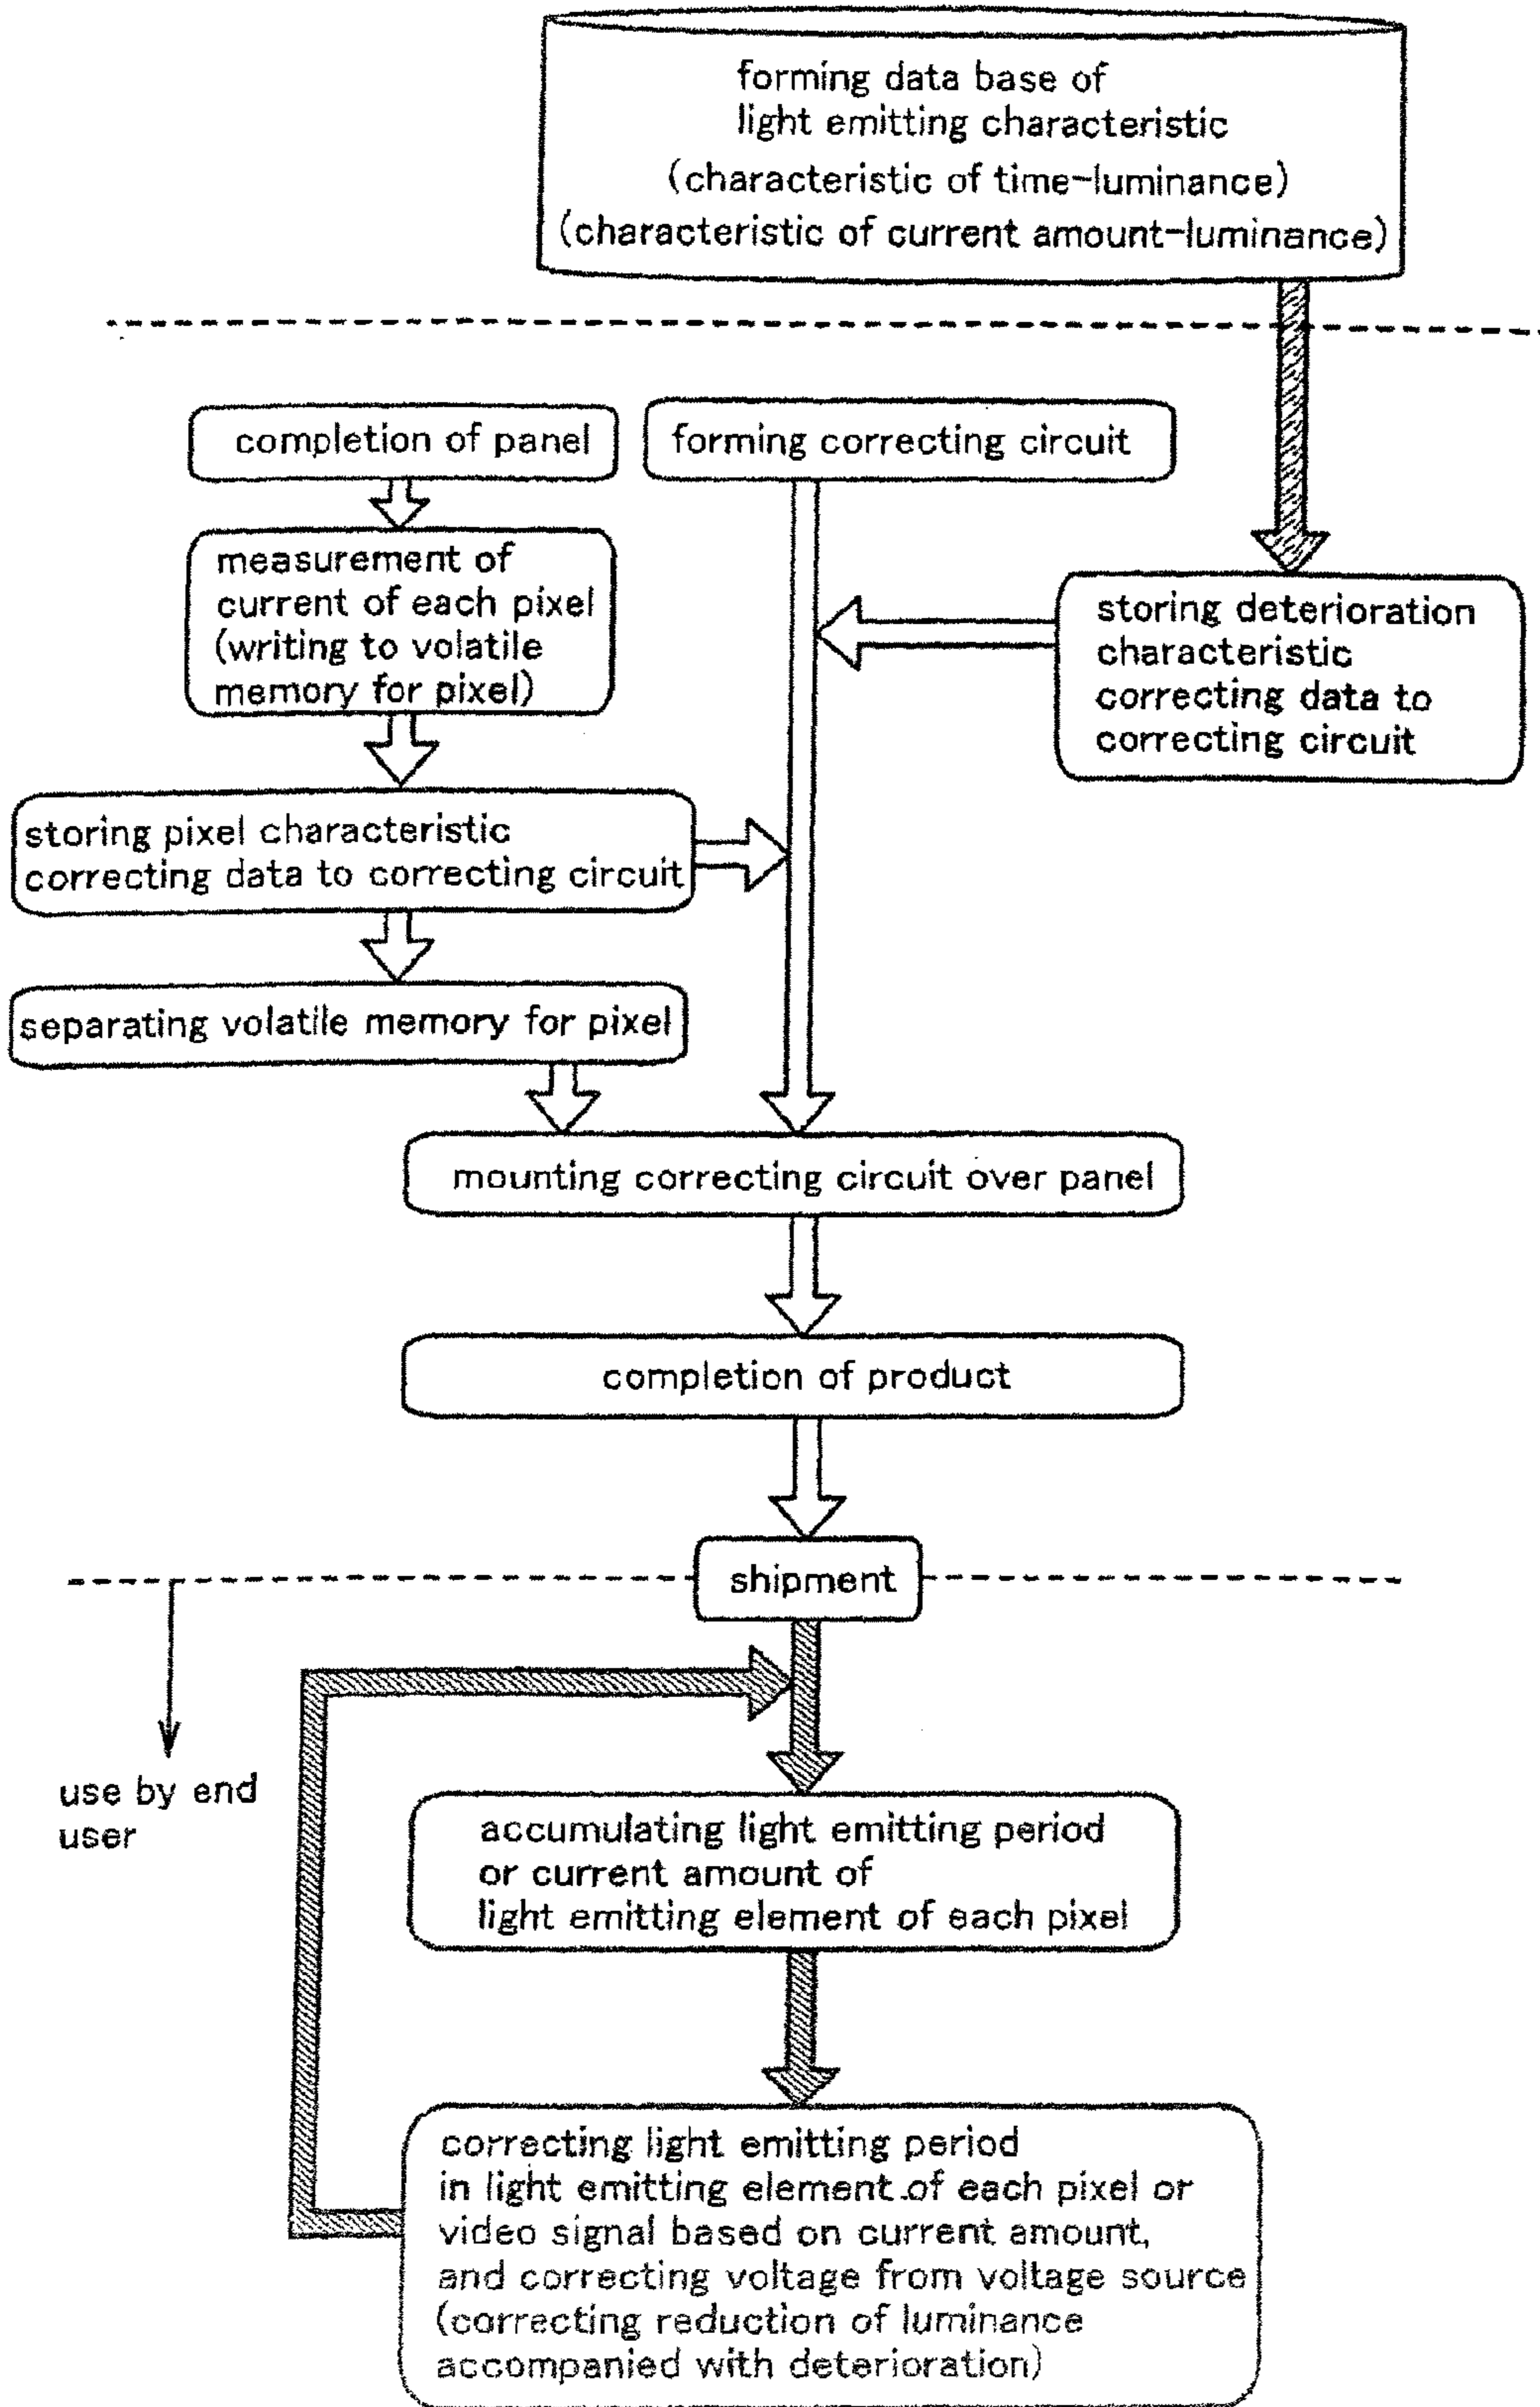 forming data base of
light emitting characteristic
(characteristic of time-luminance)
(characteristic of current amount-luminance)
completion of panel
forming correcting circuit
measurement of
current of each pixel
(writing to volatile
memory for pixel)
storing deterioration
characteristic
correcting data to
correcting circuit
storing pixel characteristic
correcting data to correcting circuit
separating volatile memory for pixel
mounting correcting circuit over panel
completion of product
shipment
use by end
user
accumulating light emitting period
or current amount of
light emitting element of each pixel
correcting light emitting period
in light emitting element of each pixel or
video signal based on current amount,
and correcting voltage from voltage source
(correcting reduction of luminance
accompanied with deterioration)